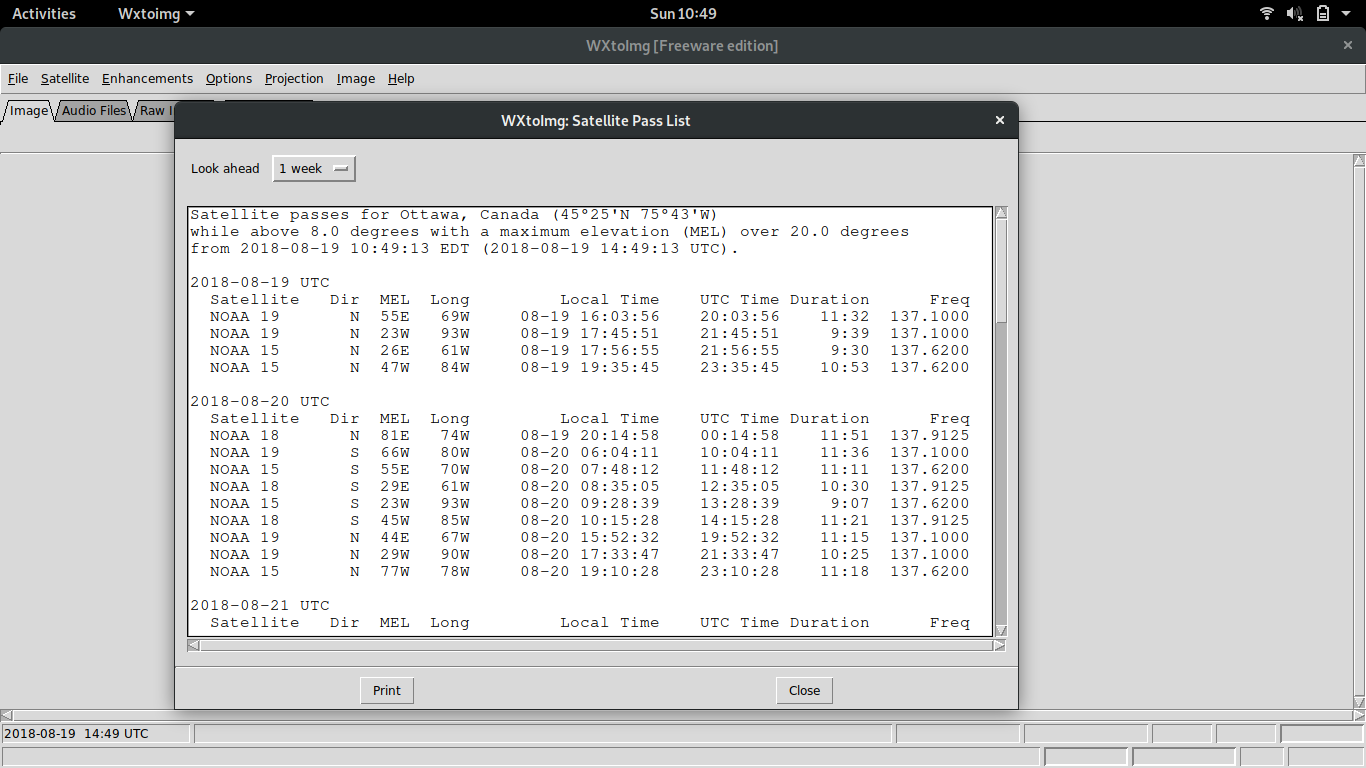 Activities Wxtoimg Sun 10:49
WXtoImg [Freeware edition]
File Satellite Enhancements Options Projection Image Help
Image Audio Files Raw
WXtoImg: Satellite Pass List
Look ahead 1 week
Satellite passes for Ottawa, Canada (45°25'N 75°43'W)
while above 8.0 degrees with a maximum elevation (MEL) over 20.0 degrees
from 2018-08-19 10:49:13 EDT (2018-08-19 14:49:13 UTC).
2018-08-19 UTC
Satellite Dir MEL Long Local Time UTC Time Duration Freq
NOAA 19 N 55E 69W 08-19 16:03:56 20:03:56 11:32 137.1000
NOAA 19 N 23W 93W 08-19 17:45:51 21:45:51 9:39 137.1000
NOAA 15 N 26E 61W 08-19 17:56:55 21:56:55 9:30 137.6200
NOAA 15 N 47W 84W 08-19 19:35:45 23:35:45 10:53 137.6200
2018-08-20 UTC
Satellite Dir MEL Long Local Time UTC Time Duration Freq
NOAA 18 N 81E 74W 08-19 20:14:58 00:14:58 11:51 137.9125
NOAA 19 S 66W 80W 08-20 06:04:11 10:04:11 11:36 137.1000
NOAA 15 S 55E 70W 08-20 07:48:12 11:48:12 11:11 137.6200
NOAA 18 S 29E 61W 08-20 08:35:05 12:35:05 10:30 137.9125
NOAA 15 S 23W 93W 08-20 09:28:39 13:28:39 9:07 137.6200
NOAA 18 S 45W 85W 08-20 10:15:28 14:15:28 11:21 137.9125
NOAA 19 N 44E 67W 08-20 15:52:32 19:52:32 11:15 137.1000
NOAA 19 N 29W 90W 08-20 17:33:47 21:33:47 10:25 137.1000
NOAA 15 N 77W 78W 08-20 19:10:28 23:10:28 11:18 137.6200
2018-08-21 UTC
Satellite Dir MEL Long Local Time UTC Time Duration Freq
Print Close
2018-08-19 14:49 UTC